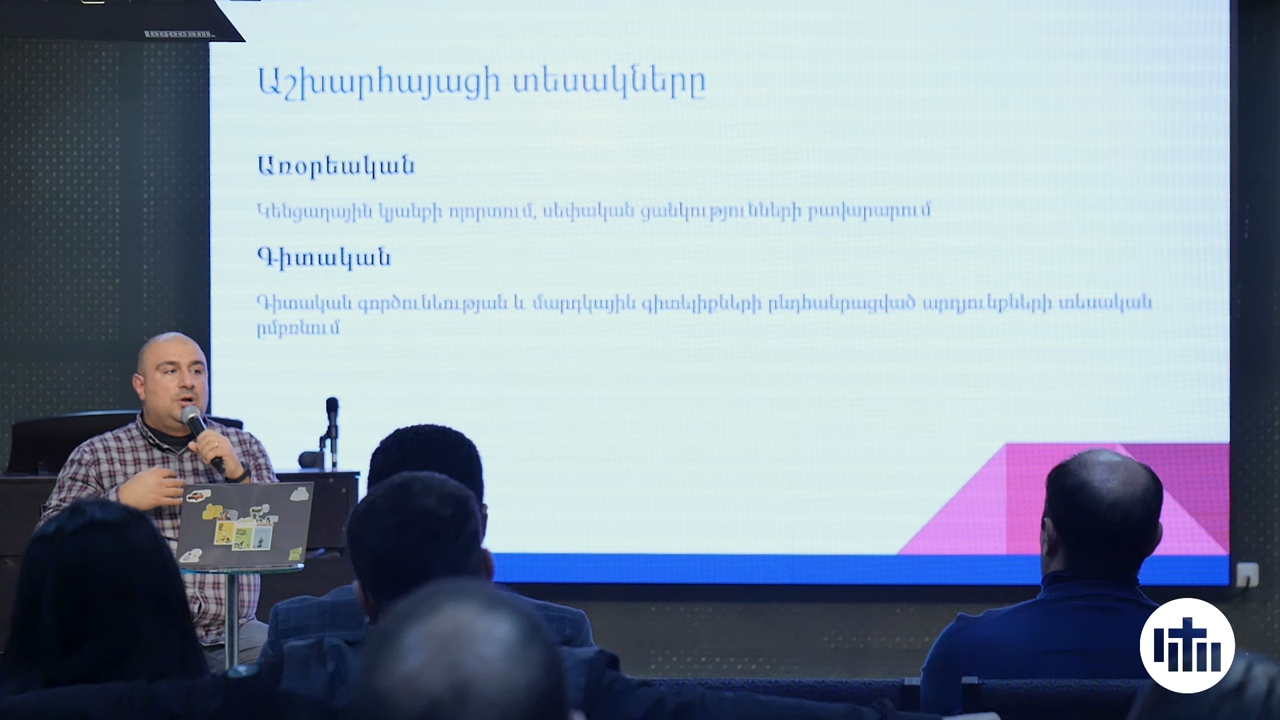 Աշխարհայացի տեսակները
Առօրեական
Կենցաղային կյանքի ոլորտում, սեփական ցանկությունների բավարարում
Գիտական
Գիտական գործունեության և մարդկային գիտելիքների ընդհանրացված արդյունքների տեսական
ըմբռնում